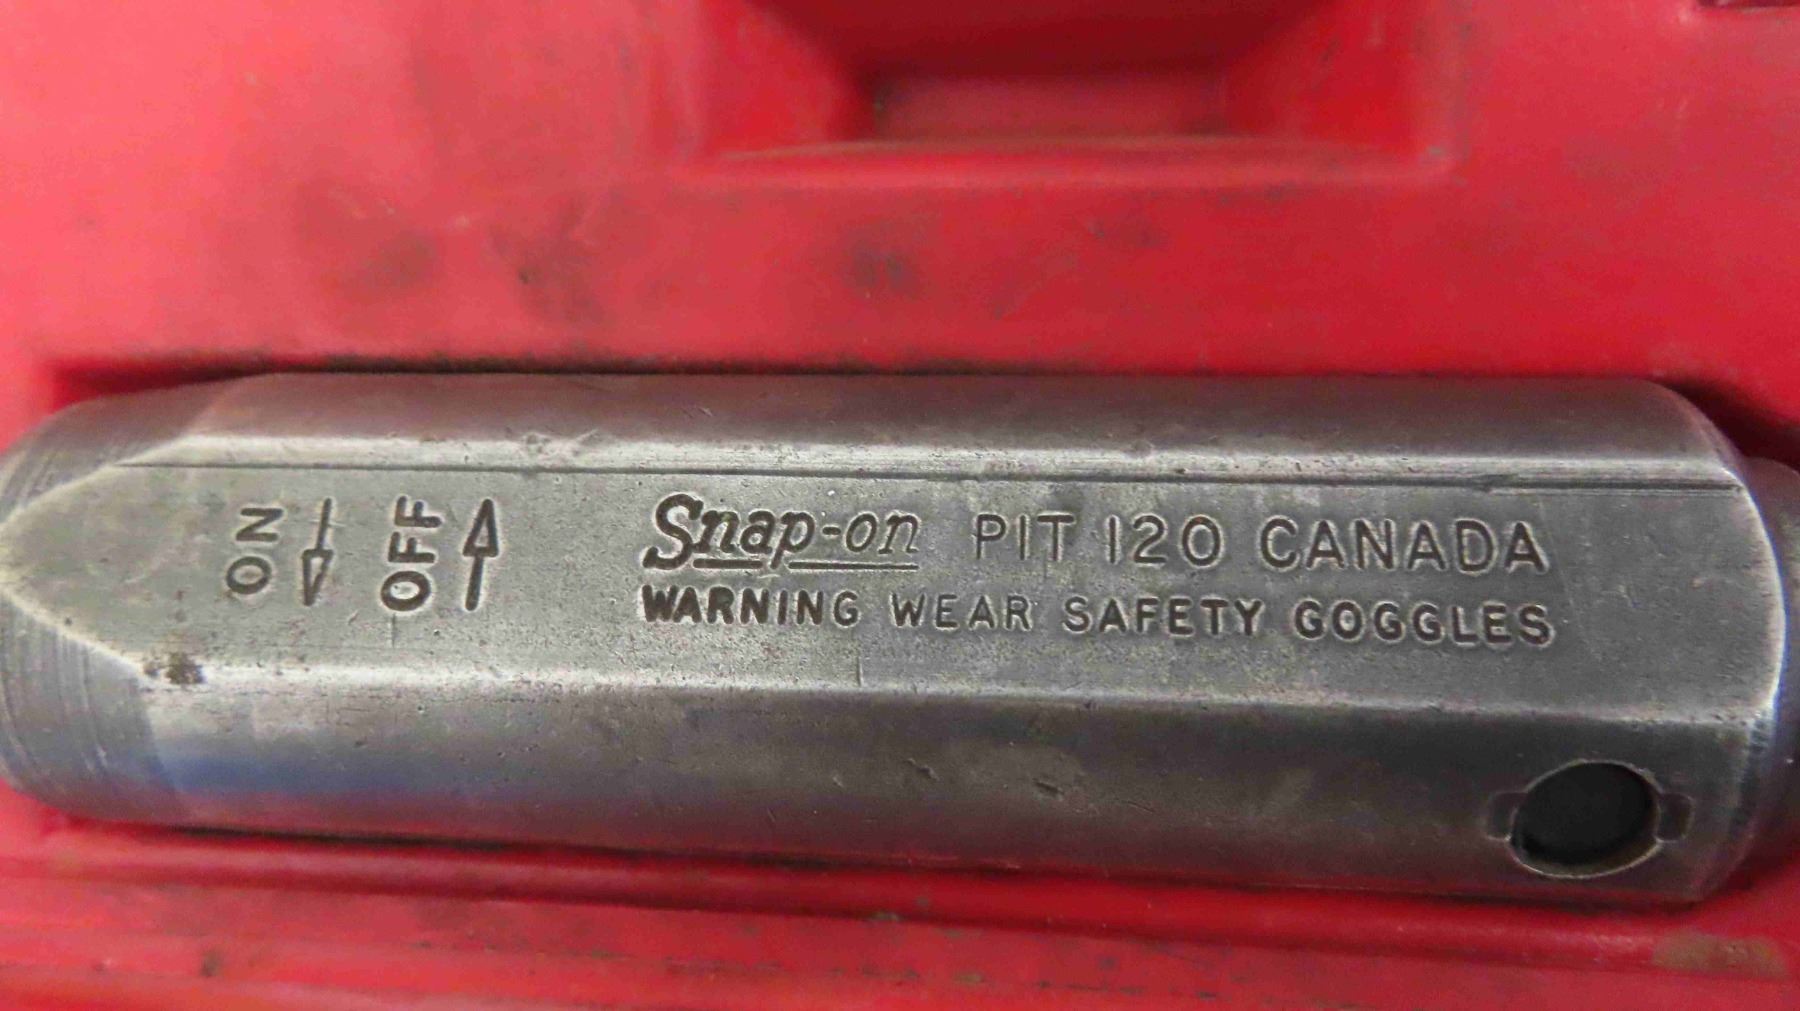 ON
OFF
Snap-on PIT 120 CANADA
WARNING WEAR SAFETY GOGGLES